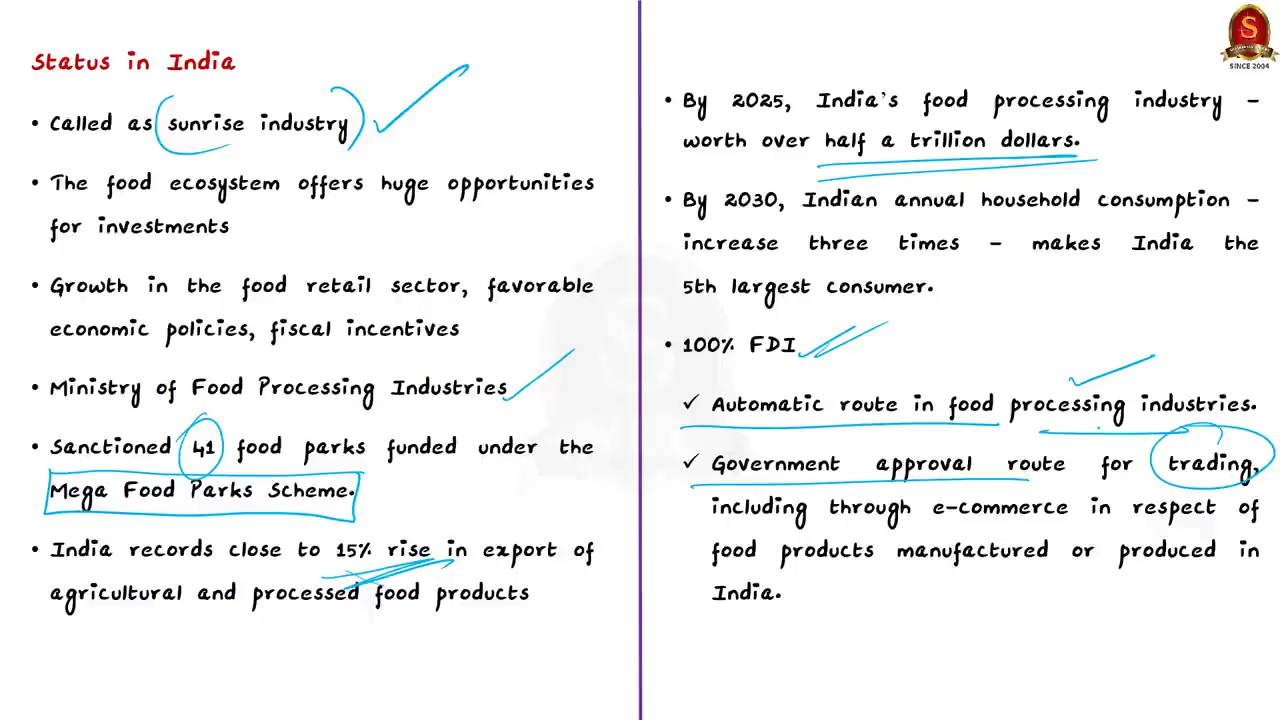 Status in India
• Called as sunrise industry
• The food ecosystem offers huge opportunities
for investments
• Growth in the food retail sector, favorable
economic policies, fiscal incentives
• Ministry of Food Processing Industries
• Sanctioned 41 food parks funded under the
Mega Food Parks Scheme.
• India records close to 15% rise in export of
agricultural and processed food products
• By 2025, India's food processing industry –
worth over half a trillion dollars.
• By 2030, Indian annual household consumption –
increase three times – makes India the
5th largest consumer.
• 100% FDI
✓ Automatic route in food processing industries.
✓ Government approval route for trading,
including through e-commerce in respect of
food products manufactured or produced in
India.
S
SINCE 2004